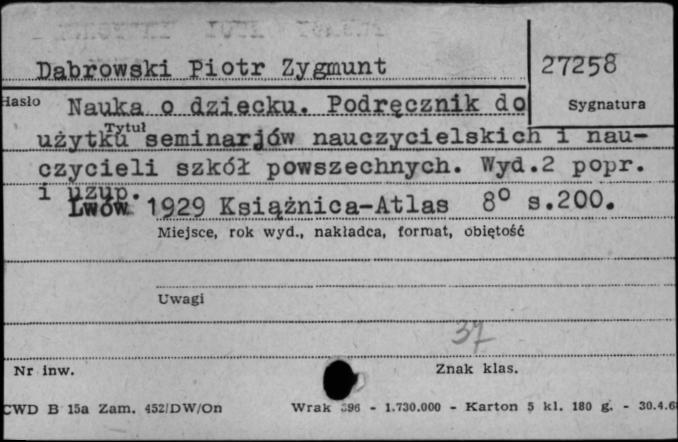 Dąbrowski Piotr Zygmunt
27258
Hasło Nauka o dziecku. Podręcznik do
Sygnatura
użytku seminarjów nauczycielskich i nau-
Tytuł
czycieli szkół powszechnych. Wyd.2 popr.
i uzup.
Lwów 1929 Książnica-Atlas 8° s.200.
Miejsce, rok wyd., nakładca, format, objętość
Uwagi
37
Nr inw.
Znak klas.
CWD B 15a Zam. 452/DW/On Wrak 396 - 1.730.000 - Karton 5 kl. 180 g. - 30.4.6